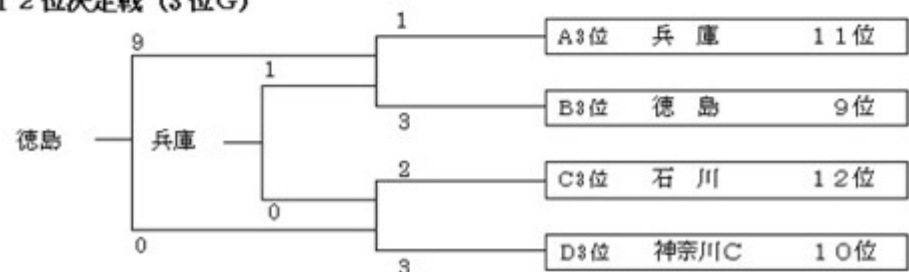 12位決定戦（3位G）
9
1
1
A3位 兵 庫 11位
3
B3位 徳 島 9位
徳島
兵庫
2
C3位 石 川 12位
0
0
3
D3位 神奈川C 10位